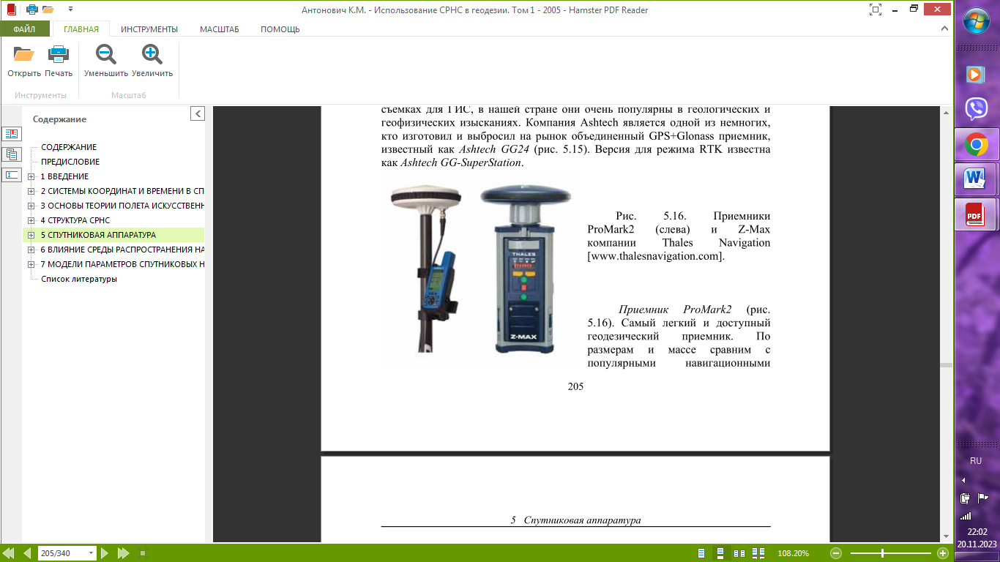 Антонович К.М. - Использование СРНС в геодезии. Том 1 - 2005 - Hamster PDF Reader
ФАЙЛ ГЛАВНАЯ ИНСТРУМЕНТЫ МАСШТАБ ПОМОЩЬ
Открыть Печать Уменьшить Увеличить
Инструменты Масштаб
Содержание
СОДЕРЖАНИЕ
ПРЕДИСЛОВИЕ
1 ВВЕДЕНИЕ
2 СИСТЕМЫ КООРДИНАТ И ВРЕМЕНИ В СП
3 ОСНОВЫ ТЕОРИИ ПОЛЕТА ИСКУССТВЕНН
4 СТРУКТУРА СРНС
5 СПУТНИКОВАЯ АППАРАТУРА
6 ВЛИЯНИЕ СРЕДЫ РАСПРОСТРАНЕНИЯ НА
7 МОДЕЛИ ПАРАМЕТРОВ СПУТНИКОВЫХ Н
Список литературы
съемках для ГИС, в нашей стране они очень популярны в геологических и
геофизических изысканиях. Компания Ashtech является одной из немногих,
кто изготовил и выбросил на рынок объединенный GPS+Glonass приемник,
известный как Ashtech GG24 (рис. 5.15). Версия для режима RTK известна
как Ashtech GG-SuperStation.
THALES
Z-MAX
Рис. 5.16. Приемники
ProMark2 (слева) и Z-Max
компании Thales Navigation
[www.thalesnavigation.com].
Приемник ProMark2 (рис.
5.16). Самый легкий и доступный
геодезический приемник. По
размерам и массе сравним с
популярными навигационными
205
5 Спутниковая аппаратура
205/340
108.20%
PDF
RU
22:02
20.11.2023